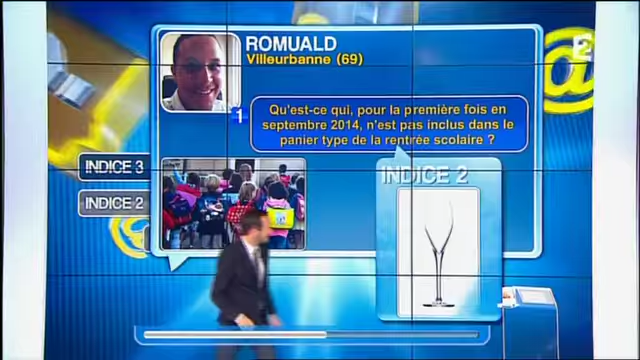 ROMUALD
Villeurbanne (69)
Qu'est-ce qui, pour la première fois en
septembre 2014, n'est pas inclus dans le
panier type de la rentrée scolaire ?
INDICE 3
INDICE 2
INDICE 2
2
@